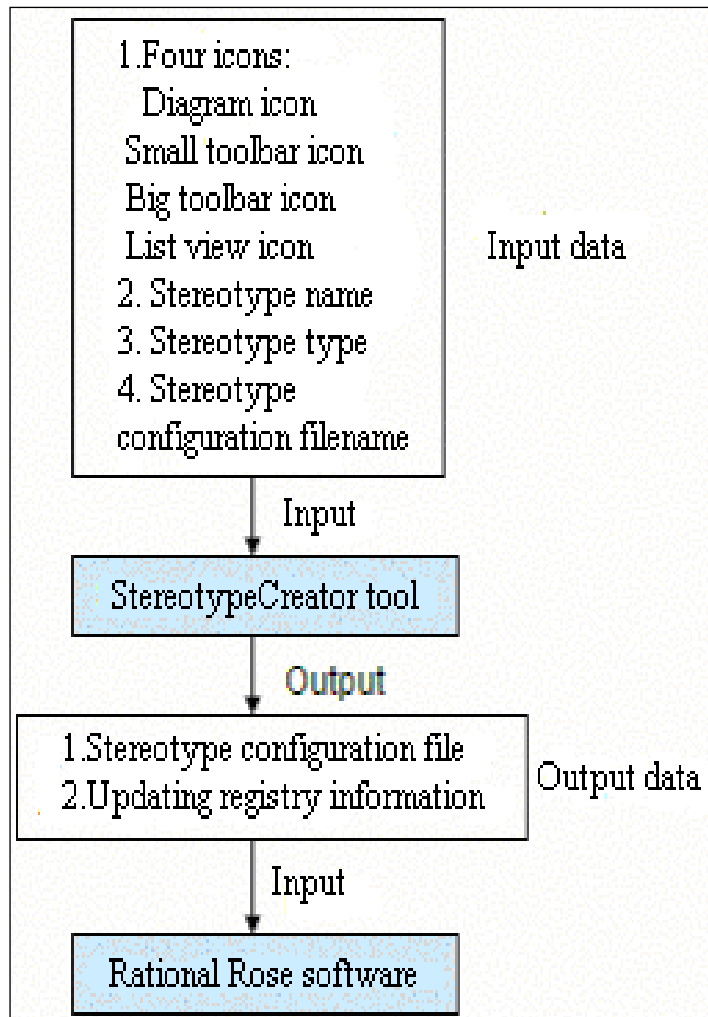 1.Four icons:
Diagram icon
Small toolbar icon
Big toolbar icon
List view icon
2. Stereotype name
3. Stereotype type
4. Stereotype
configuration filename
Input data
Input
StereotypeCreator tool
Output
1.Stereotype configuration file
2.Updating registry information
Output data
Input
Rational Rose software